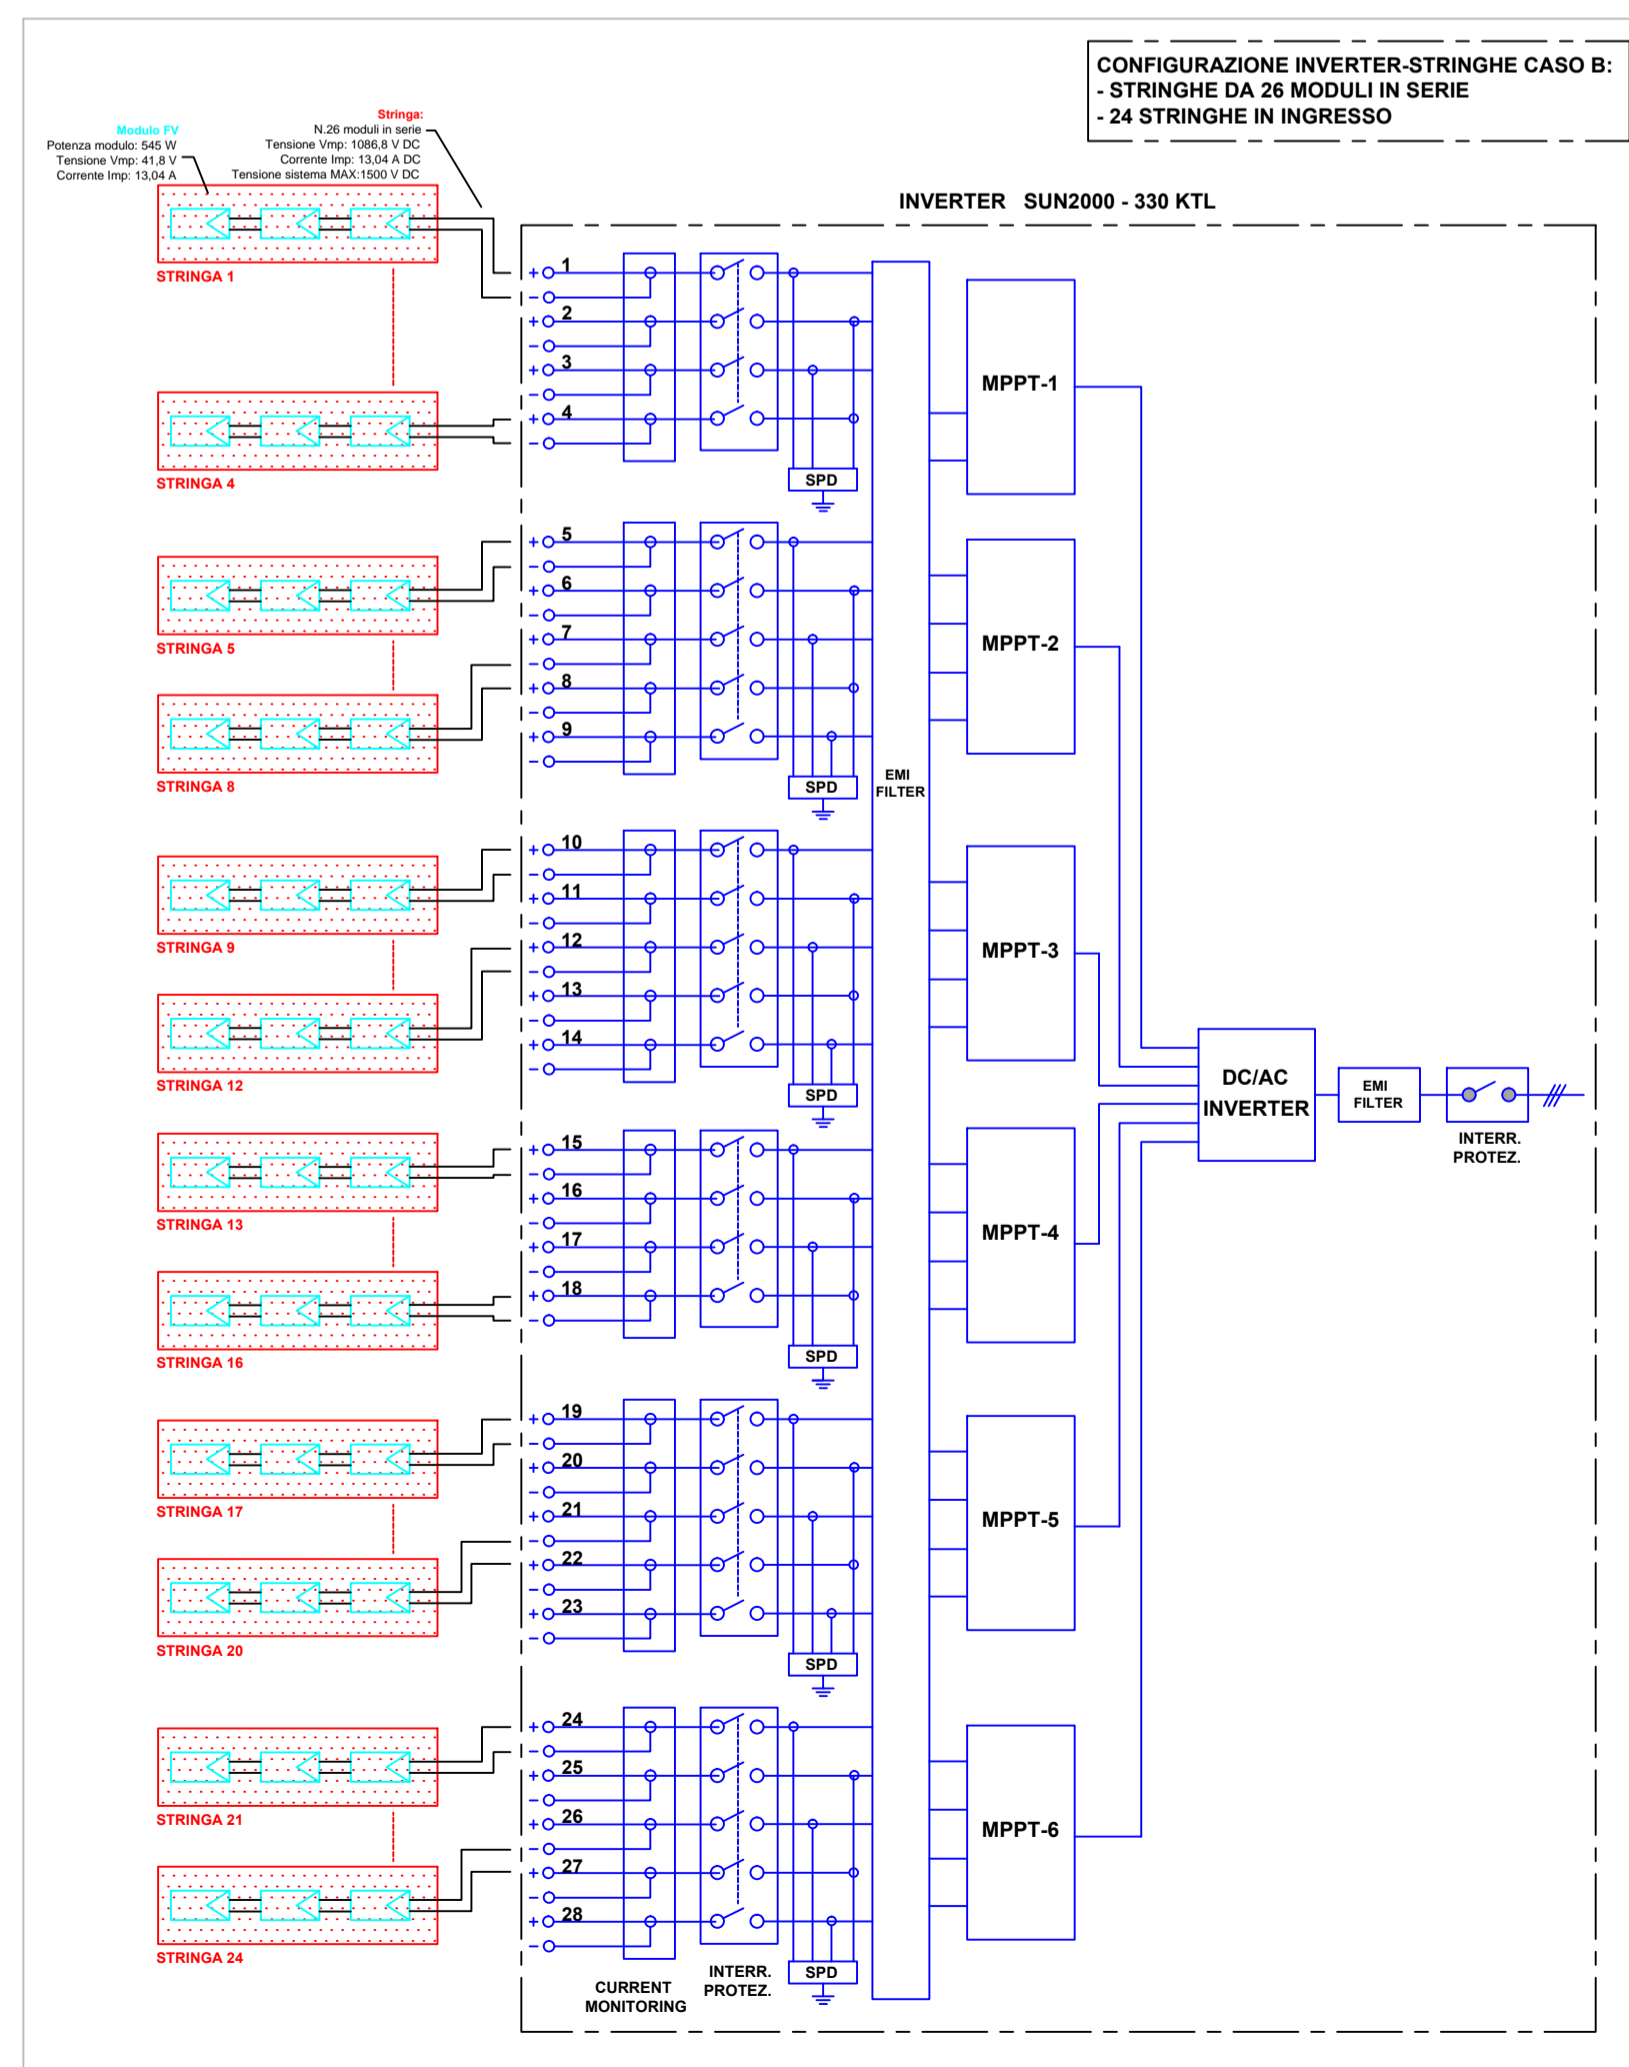 CONFIGURAZIONE INVERTER-STRINGHE CASO B:
- STRINGHE DA 26 MODULI IN SERIE
- 24 STRINGHE IN INGRESSO
Modulo FV
Potenza modulo: 545 W
Tensione Vmp: 41,8 V
Corrente Imp: 13,04 A
Stringa:
N.26 moduli in serie
Tensione Vmp: 1086,8 V DC
Corrente Imp: 13,04 A DC
Tensione sistema MAX:1500 V DC
INVERTER SUN2000 - 330 KTL
STRINGA 1
STRINGA 4
+ 1
-
+ 2
-
+ 3
-
+ 4
-
SPD
MPPT-1
STRINGA 5
STRINGA 8
+ 5
-
+ 6
-
+ 7
-
+ 8
-
+ 9
-
SPD
EMI
FILTER
MPPT-2
STRINGA 9
STRINGA 12
+ 10
-
+ 11
-
+ 12
-
+ 13
-
+ 14
-
SPD
MPPT-3
STRINGA 13
STRINGA 16
+ 15
-
+ 16
-
+ 17
-
+ 18
-
SPD
MPPT-4
DC/AC
INVERTER
EMI
FILTER
INTERR.
PROTEZ.
STRINGA 17
STRINGA 20
+ 19
-
+ 20
-
+ 21
-
+ 22
-
+ 23
-
SPD
MPPT-5
STRINGA 21
STRINGA 24
+ 24
-
+ 25
-
+ 26
-
+ 27
-
+ 28
-
SPD
MPPT-6
CURRENT
MONITORING
INTERR.
PROTEZ.